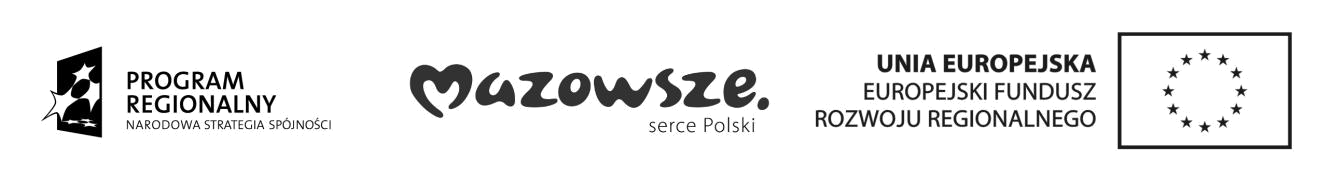 PROGRAM
REGIONALNY
NARODOWA STRATEGIA SPÓJNOŚCI
mazowsze.
serce Polski
UNIA EUROPEJSKA
EUROPEJSKI FUNDUSZ
ROZWOJU REGIONALNEGO